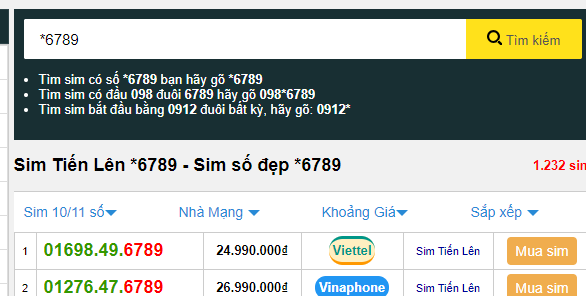 *6789
Tìm kiếm
Tìm sim có số *6789 bạn hãy gõ *6789
Tìm sim có đầu 098 đuôi 6789 hãy gõ 098*6789
Tìm sim bắt đầu bằng 0912 đuôi bất kỳ, hãy gõ: 0912*
Sim Tiến Lên *6789 - Sim số đẹp *6789
1.232 sim
Sim 10/11 số
Nhà Mạng
Khoảng Giá
Sắp xếp
1 01698.49.6789 24.990.000₫ Viettel Sim Tiến Lên Mua sim
2 01276.47.6789 26.990.000₫ Vinaphone Sim Tiến Lên Mua sim